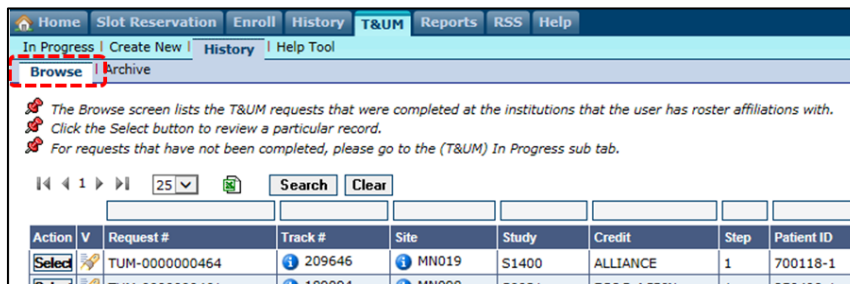 Home Slot Reservation Enroll History T&UM Reports RSS Help
In Progress | Create New | History | Help Tool
Browse | Archive
The Browse screen lists the T&UM requests that were completed at the institutions that the user has roster affiliations with.
Click the Select button to review a particular record.
For requests that have not been completed, please go to the (T&UM) In Progress sub tab.
1 25 Search Clear
Action V Request # Track # Site Study Credit Step Patient ID
Select TUM-0000000464 209646 MN019 S1400 ALLIANCE 1 700118-1